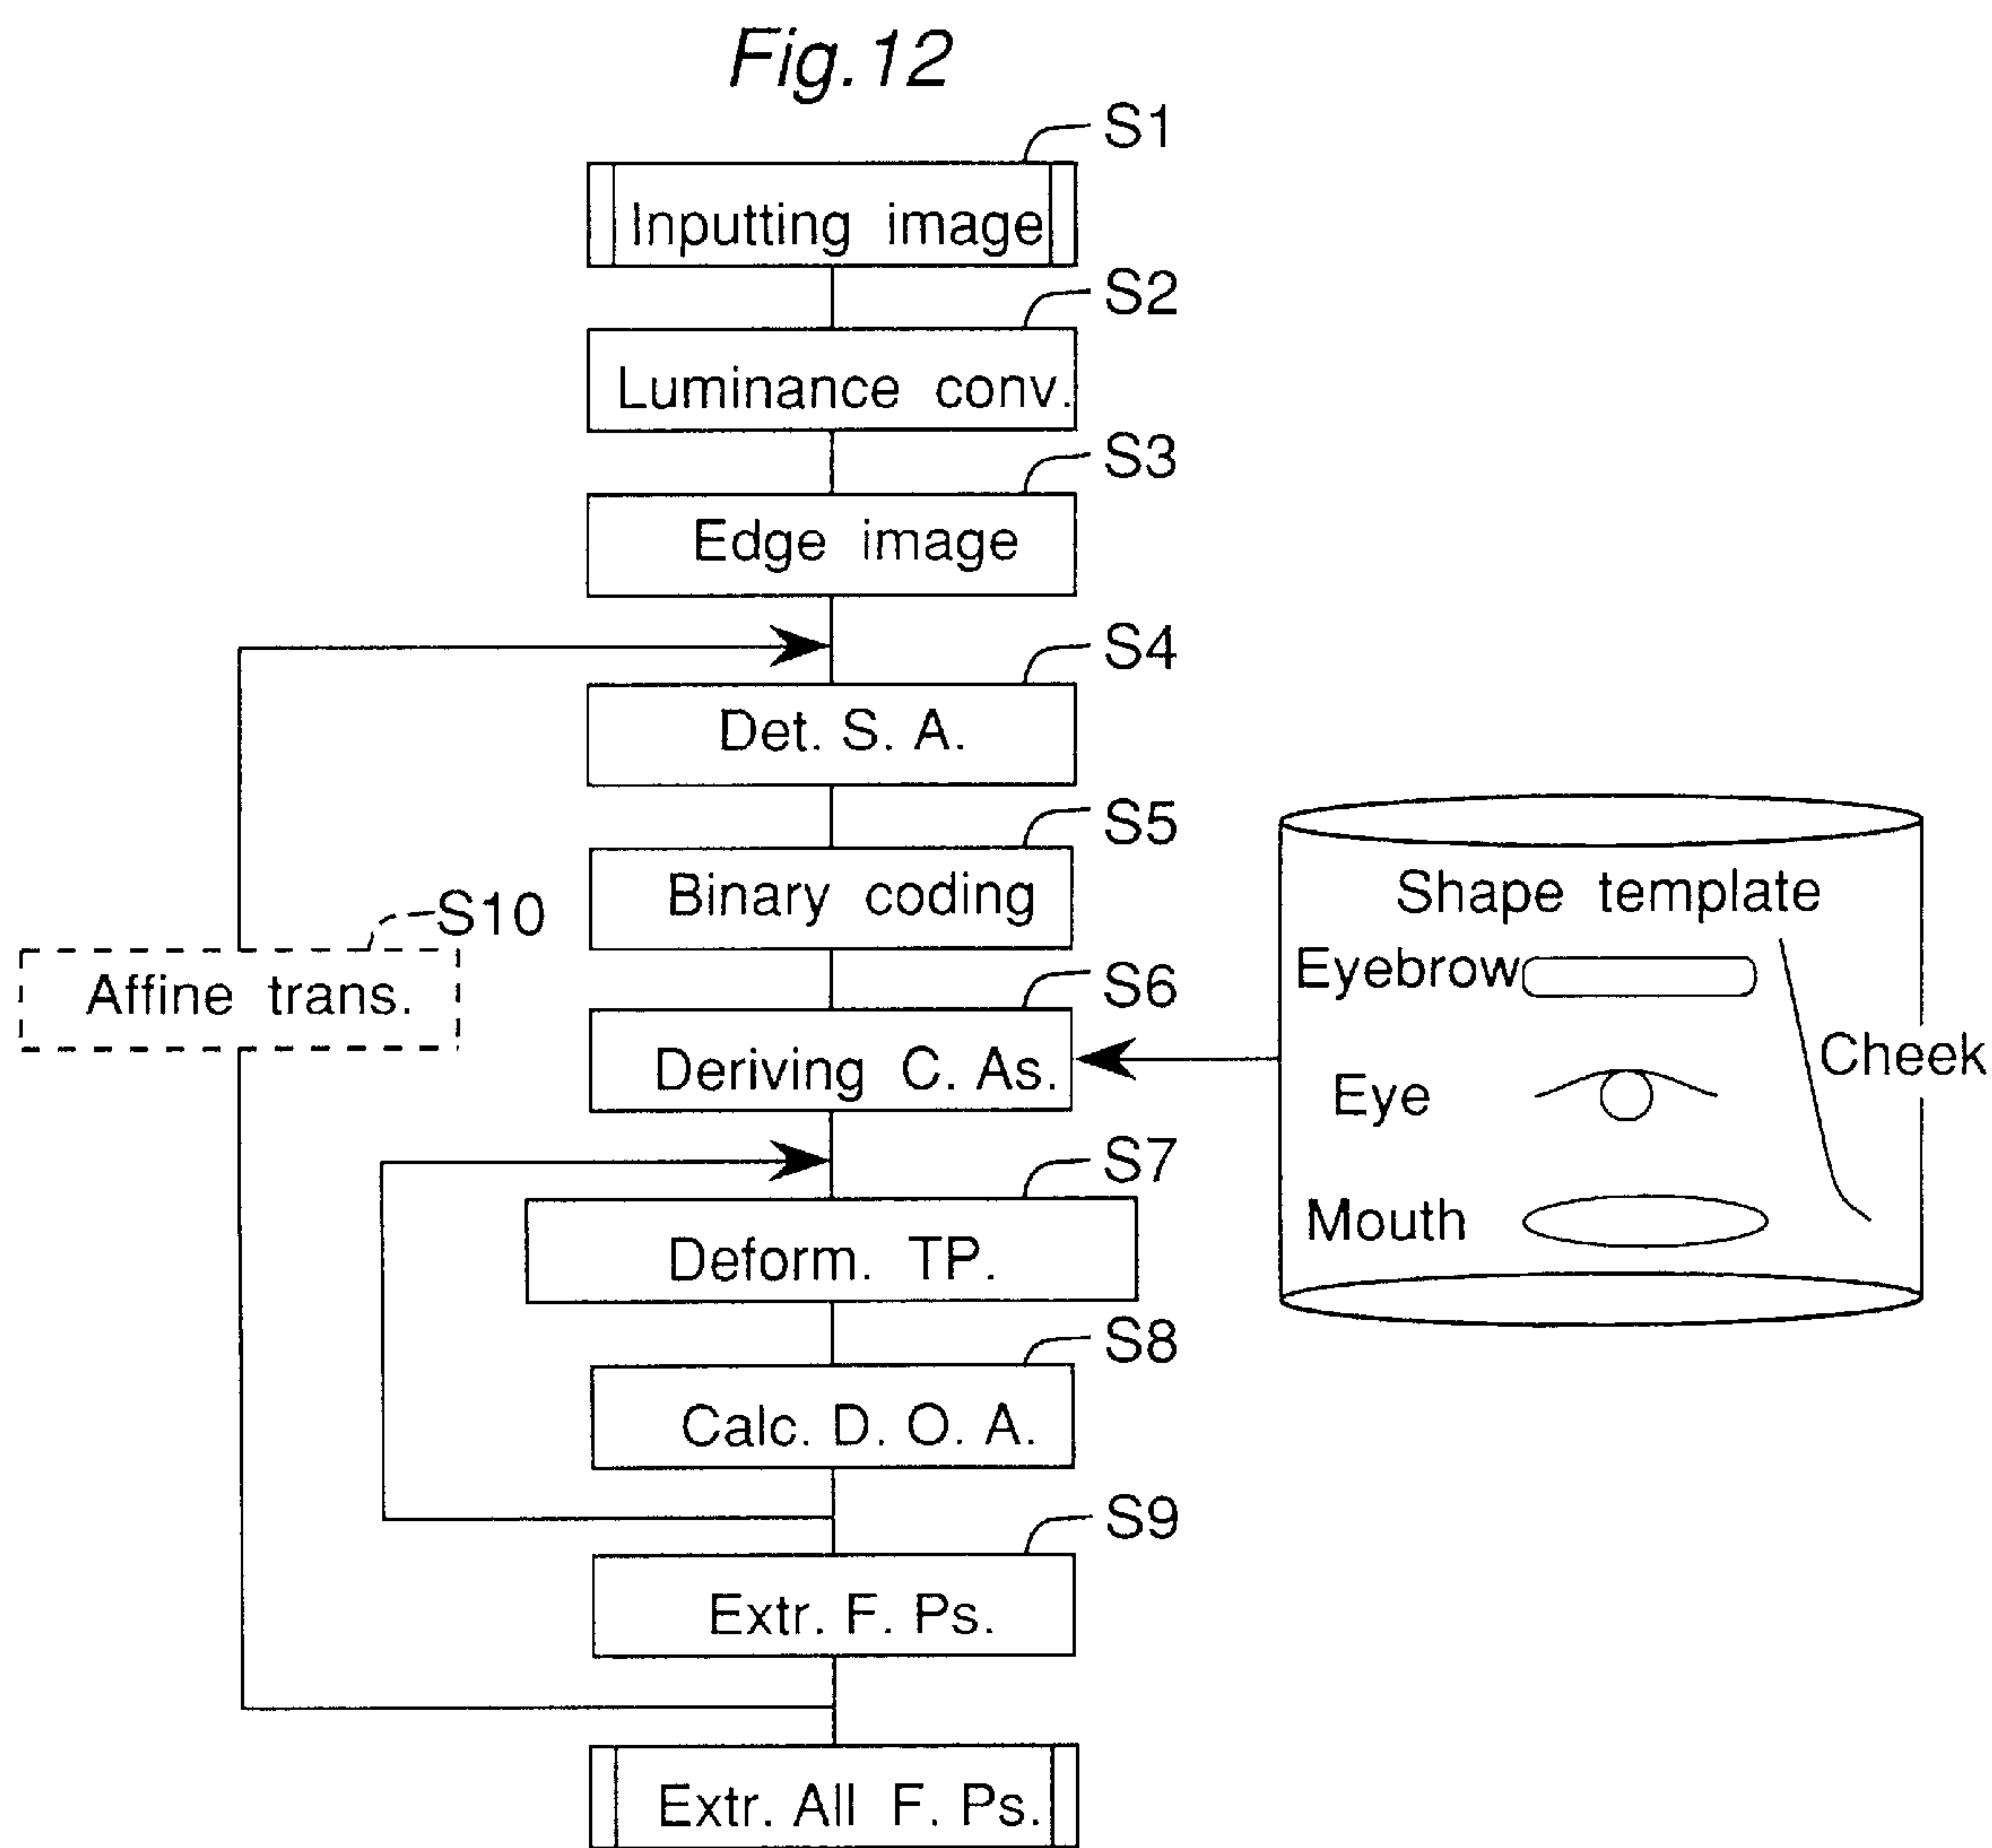 Fig.12
S1
Inputting image
S2
Luminance conv.
S3
Edge image
S4
Det. S. A.
S5
Binary coding
S10
Affine trans.
S6
Deriving C. As.
S7
Deform. TP.
S8
Calc. D. O. A.
S9
Extr. F. Ps.
Extr. All F. Ps.
Shape template
Eyebrow
Cheek
Eye
Mouth